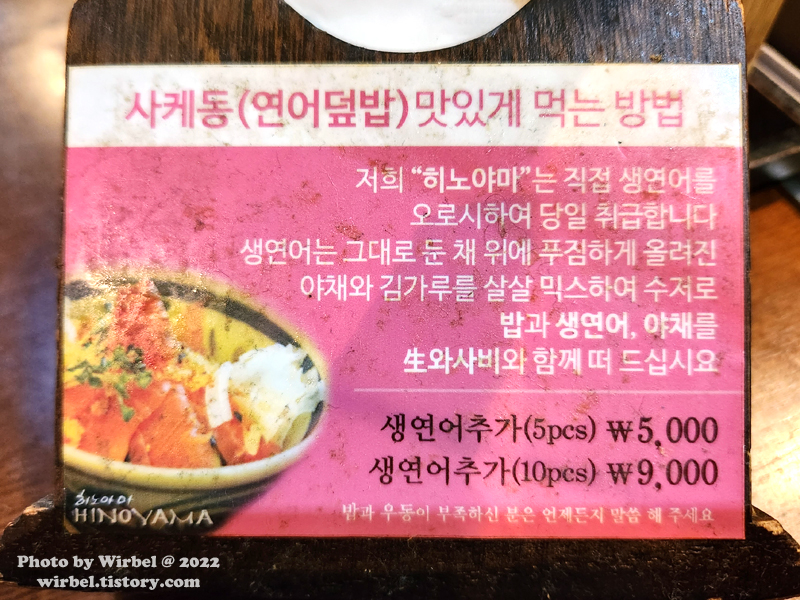 사케동(연어덮밥)맛있게 먹는 방법
저희 “히노야마”는 직접 생연어를
오로시하여 당일 취급합니다
생연어는 그대로 둔 채 위에 푸짐하게 올려진
야채와 김가루를 살살 믹스하여 수저로
밥과 생연어, 야채를
生와사비와 함께 떠 드십시요
생연어추가(5pcs) ₩5,000
생연어추가(10pcs) ₩9,000
밥과 우동이 부족하신 분은 언제든지 말씀 해 주세요
히노야마
HINOYAMA
Photo by Wirbel @ 2022
wirbel.tistory.com